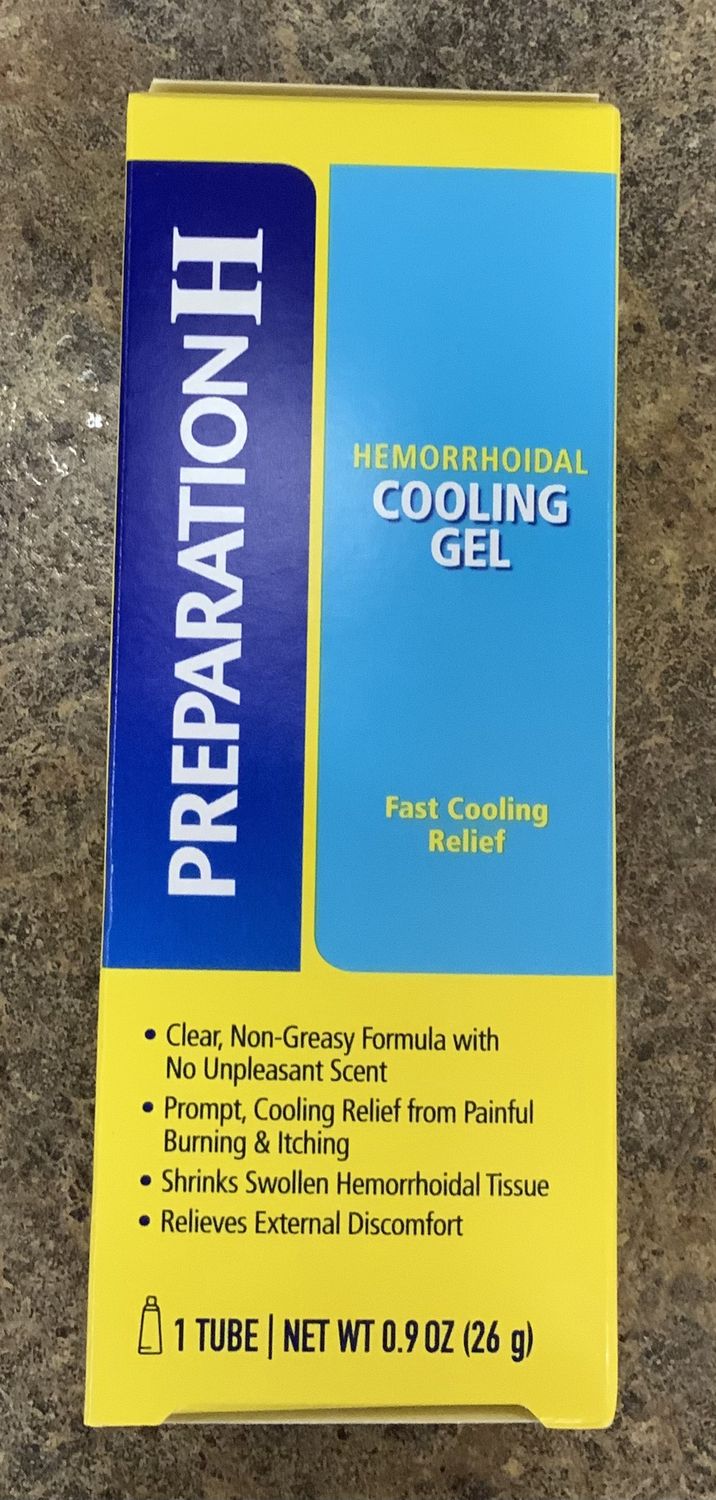 PREPARATION H
HEMORRHOIDAL
COOLING
GEL
Fast Cooling
Relief
• Clear, Non-Greasy Formula with
No Unpleasant Scent
• Prompt, Cooling Relief from Painful
Burning & Itching
• Shrinks Swollen Hemorrhoidal Tissue
• Relieves External Discomfort
1 TUBE | NET WT 0.9 OZ (26 g)